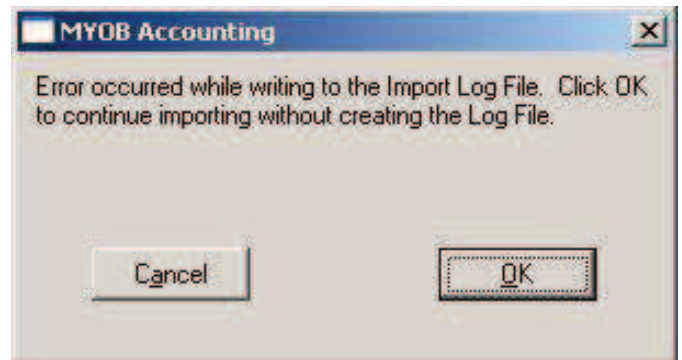 MYOB Accounting
Error occurred while writing to the Import Log File.  Click OK
to continue importing without creating the Log File.
Cancel
OK